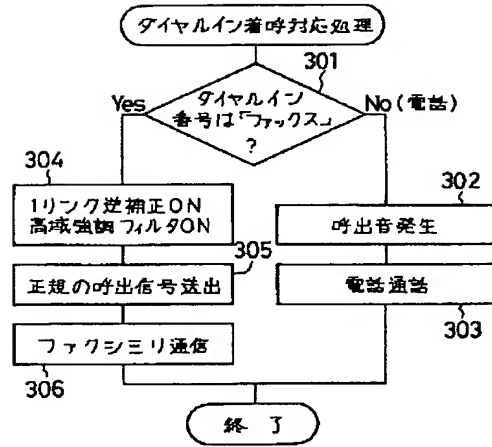 ダイヤルイン着呼対応処理
301
Yes
ダイヤルイン
番号は「ファックス」
?
No(電話)
304
1リンク逆補正ON
高域強調フィルタON
302
呼出音発生
305
正規の呼出信号送出
電話通話
303
ファクシミリ通信
306
終了